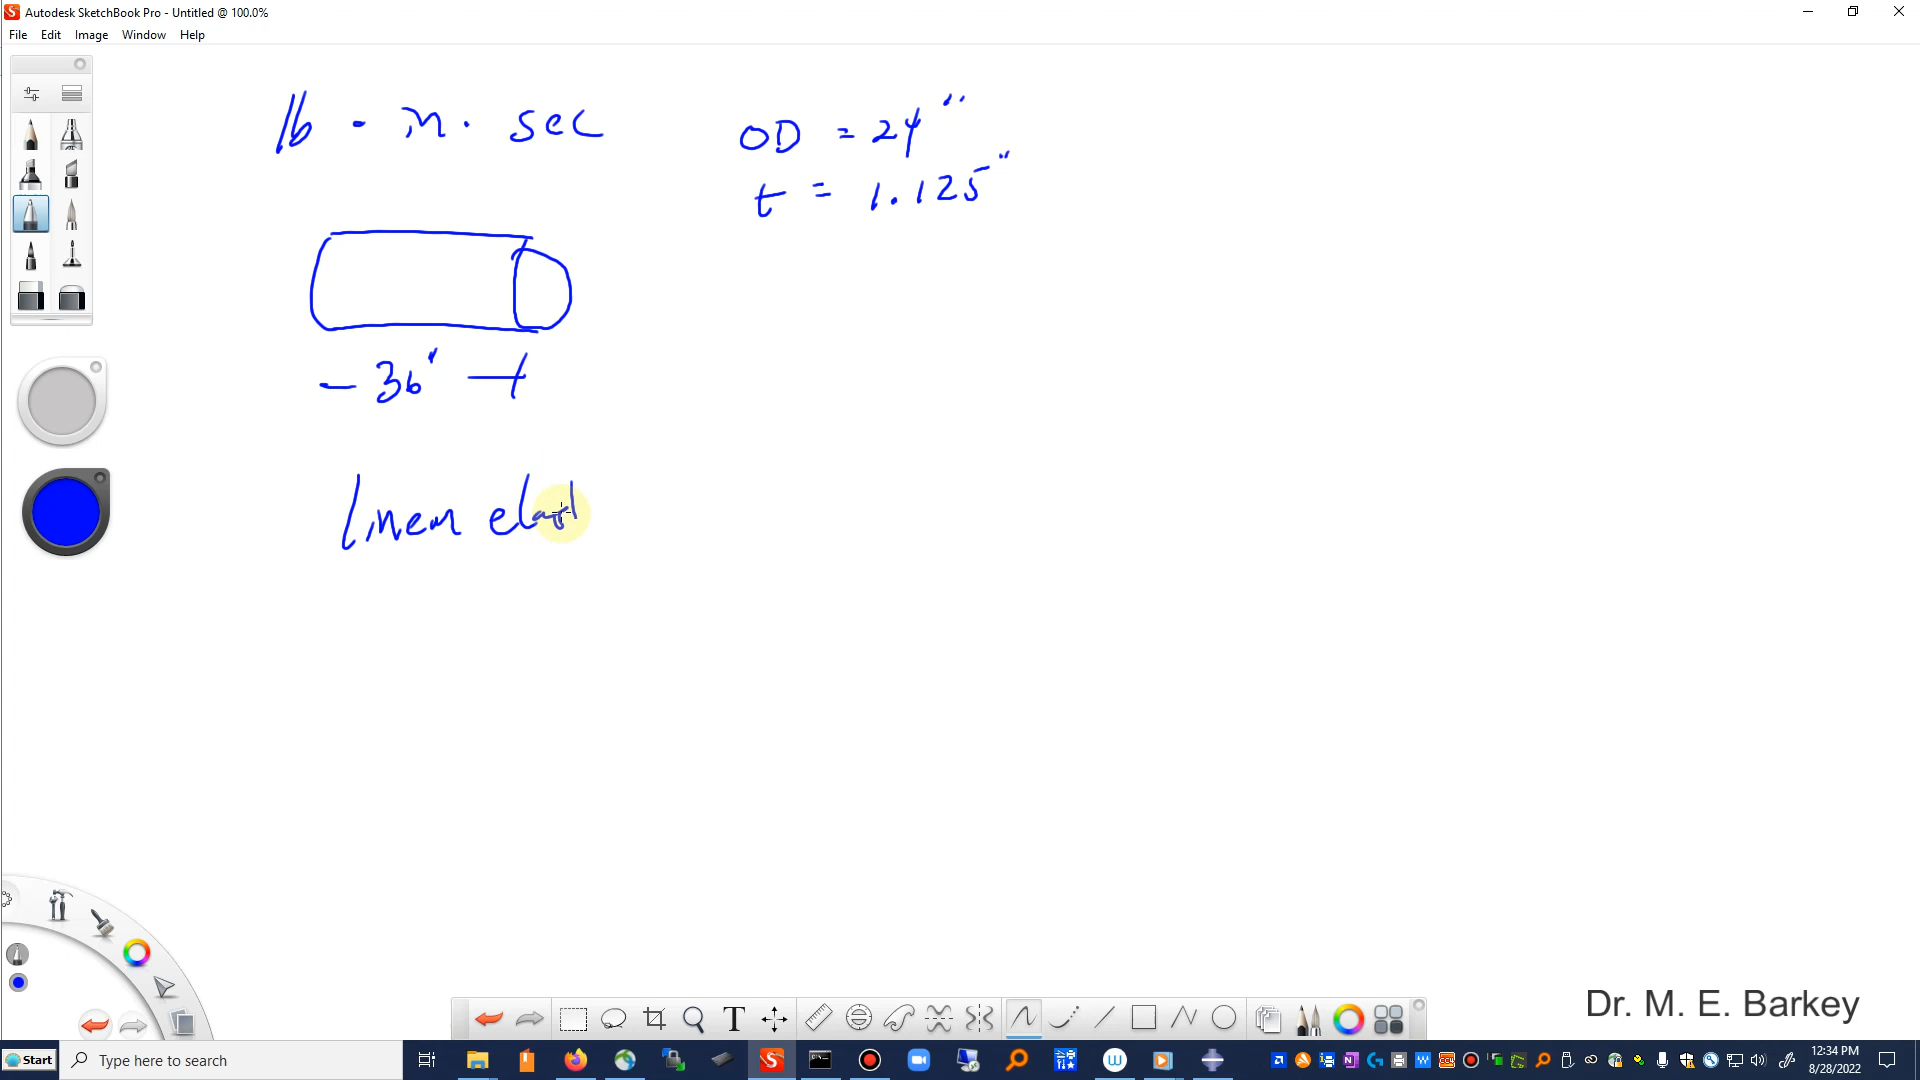 Autodesk SketchBook Pro - Untitled @ 100.0%
File Edit Image Window Help
lb - in. sec
OD = 24"
t = 1.125"
- 36" -|
linear elast
Dr. M. E. Barkey
Start
Type here to search
12:34 PM
8/28/2022